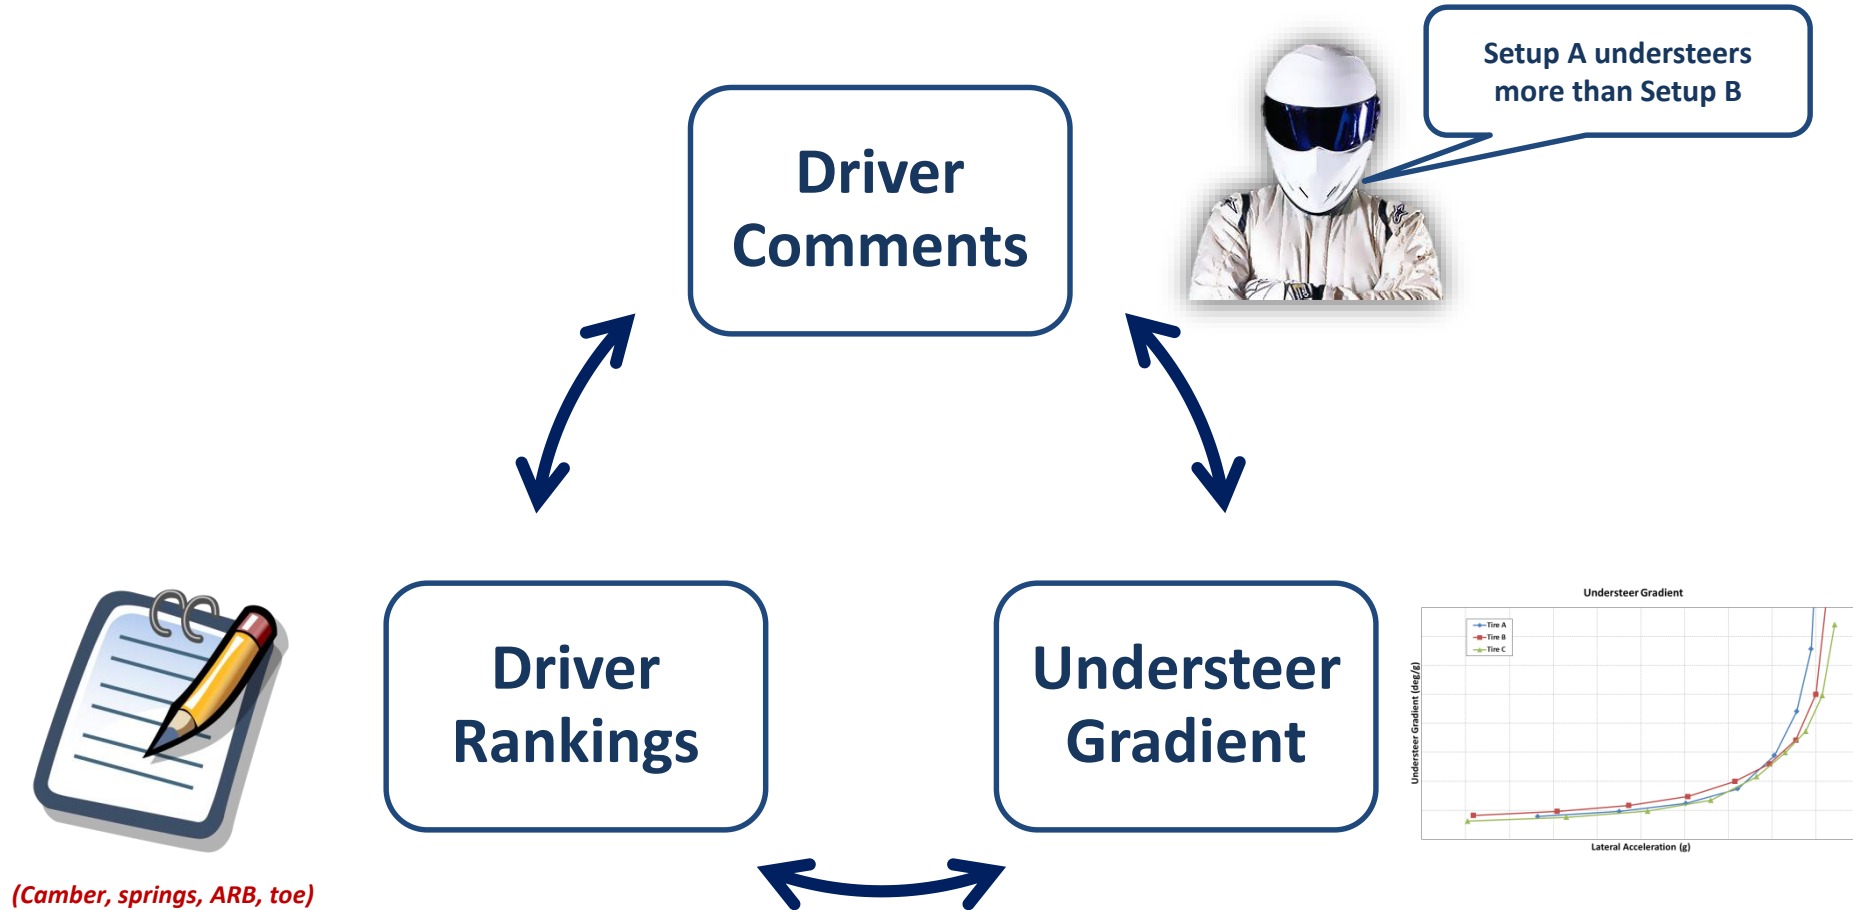 Setup A understeers
more than Setup B
Driver
Comments
Driver
Rankings
Understeer
Gradient
Understeer Gradient
Tire A
Tire B
Tire C
Understeer Gradient (deg/g)
Lateral Acceleration (g)
(Camber, springs, ARB, toe)